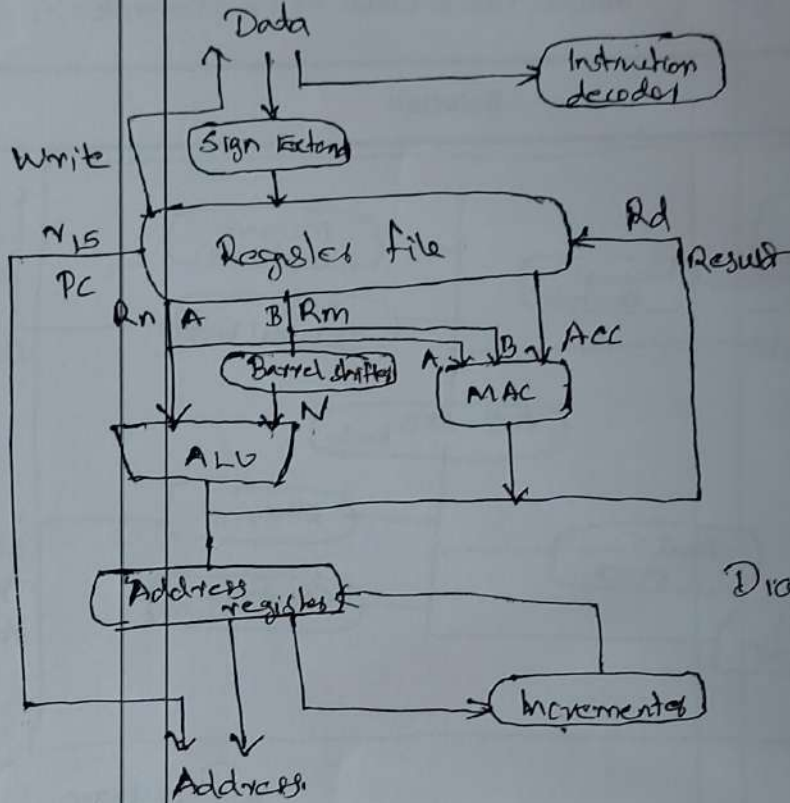 Data
Instruction
decoder
Sign Extend
Write
r15
PC
Register file
Rd
Result
Rn A
B Rm
ACC
A B
Barrel shifter
MAC
N
ALU
Address
register
Dia
Incrementer
Address.